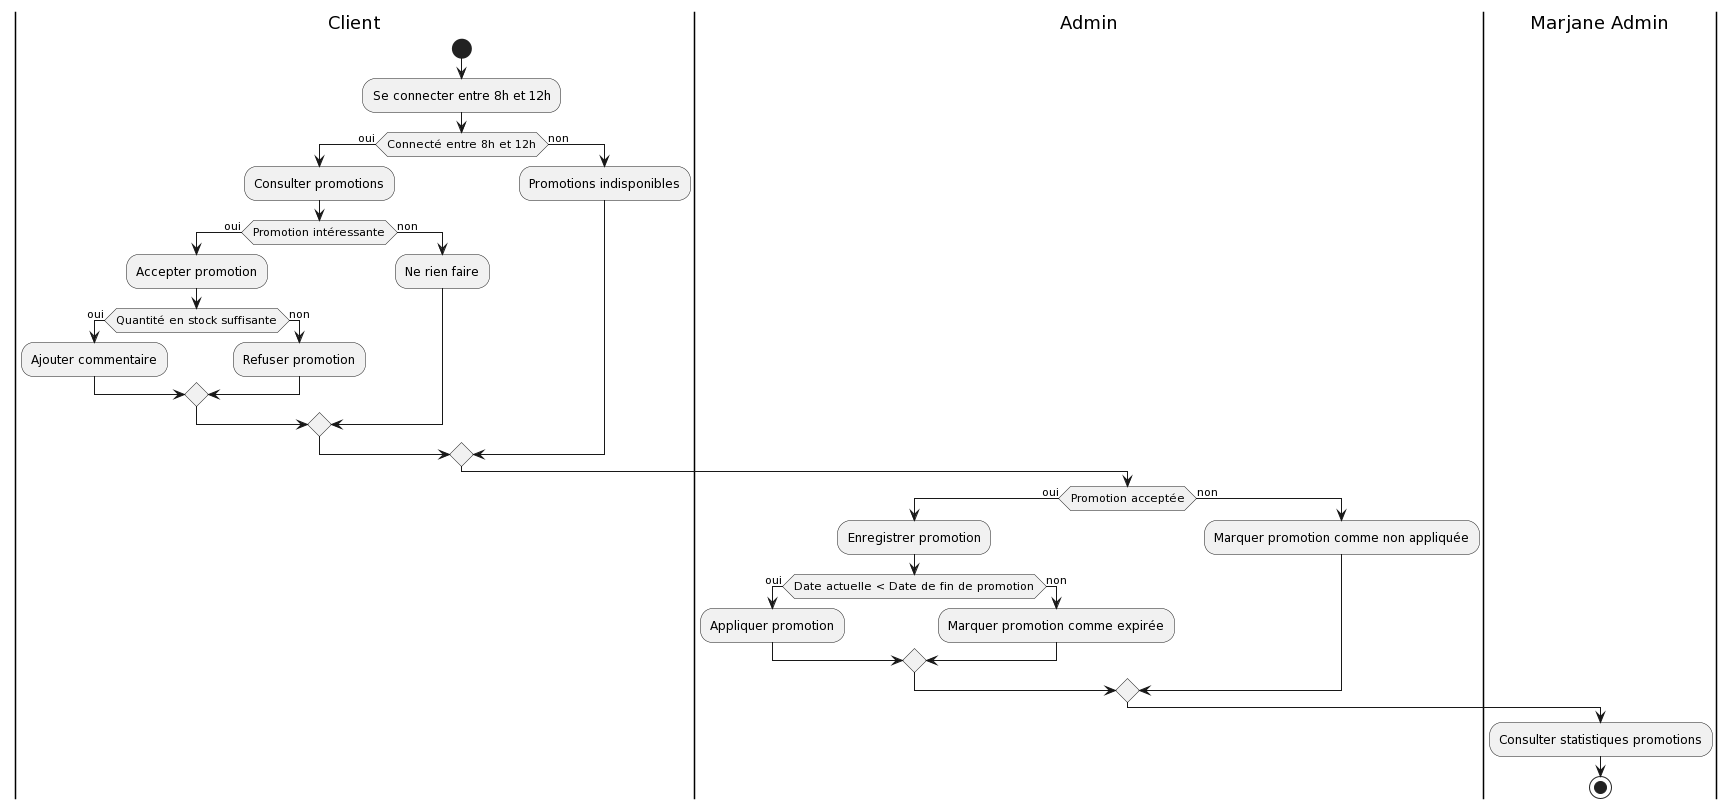 Client
Admin
Marjane Admin
Se connecter entre 8h et 12h
oui
Connecté entre 8h et 12h
non
Consulter promotions
Promotions indisponibles
oui
Promotion intéressante
non
Accepter promotion
Ne rien faire
oui
Quantité en stock suffisante
non
Ajouter commentaire
Refuser promotion
oui
Promotion acceptée
non
Enregistrer promotion
Marquer promotion comme non appliquée
oui
Date actuelle < Date de fin de promotion
non
Appliquer promotion
Marquer promotion comme expirée
Consulter statistiques promotions